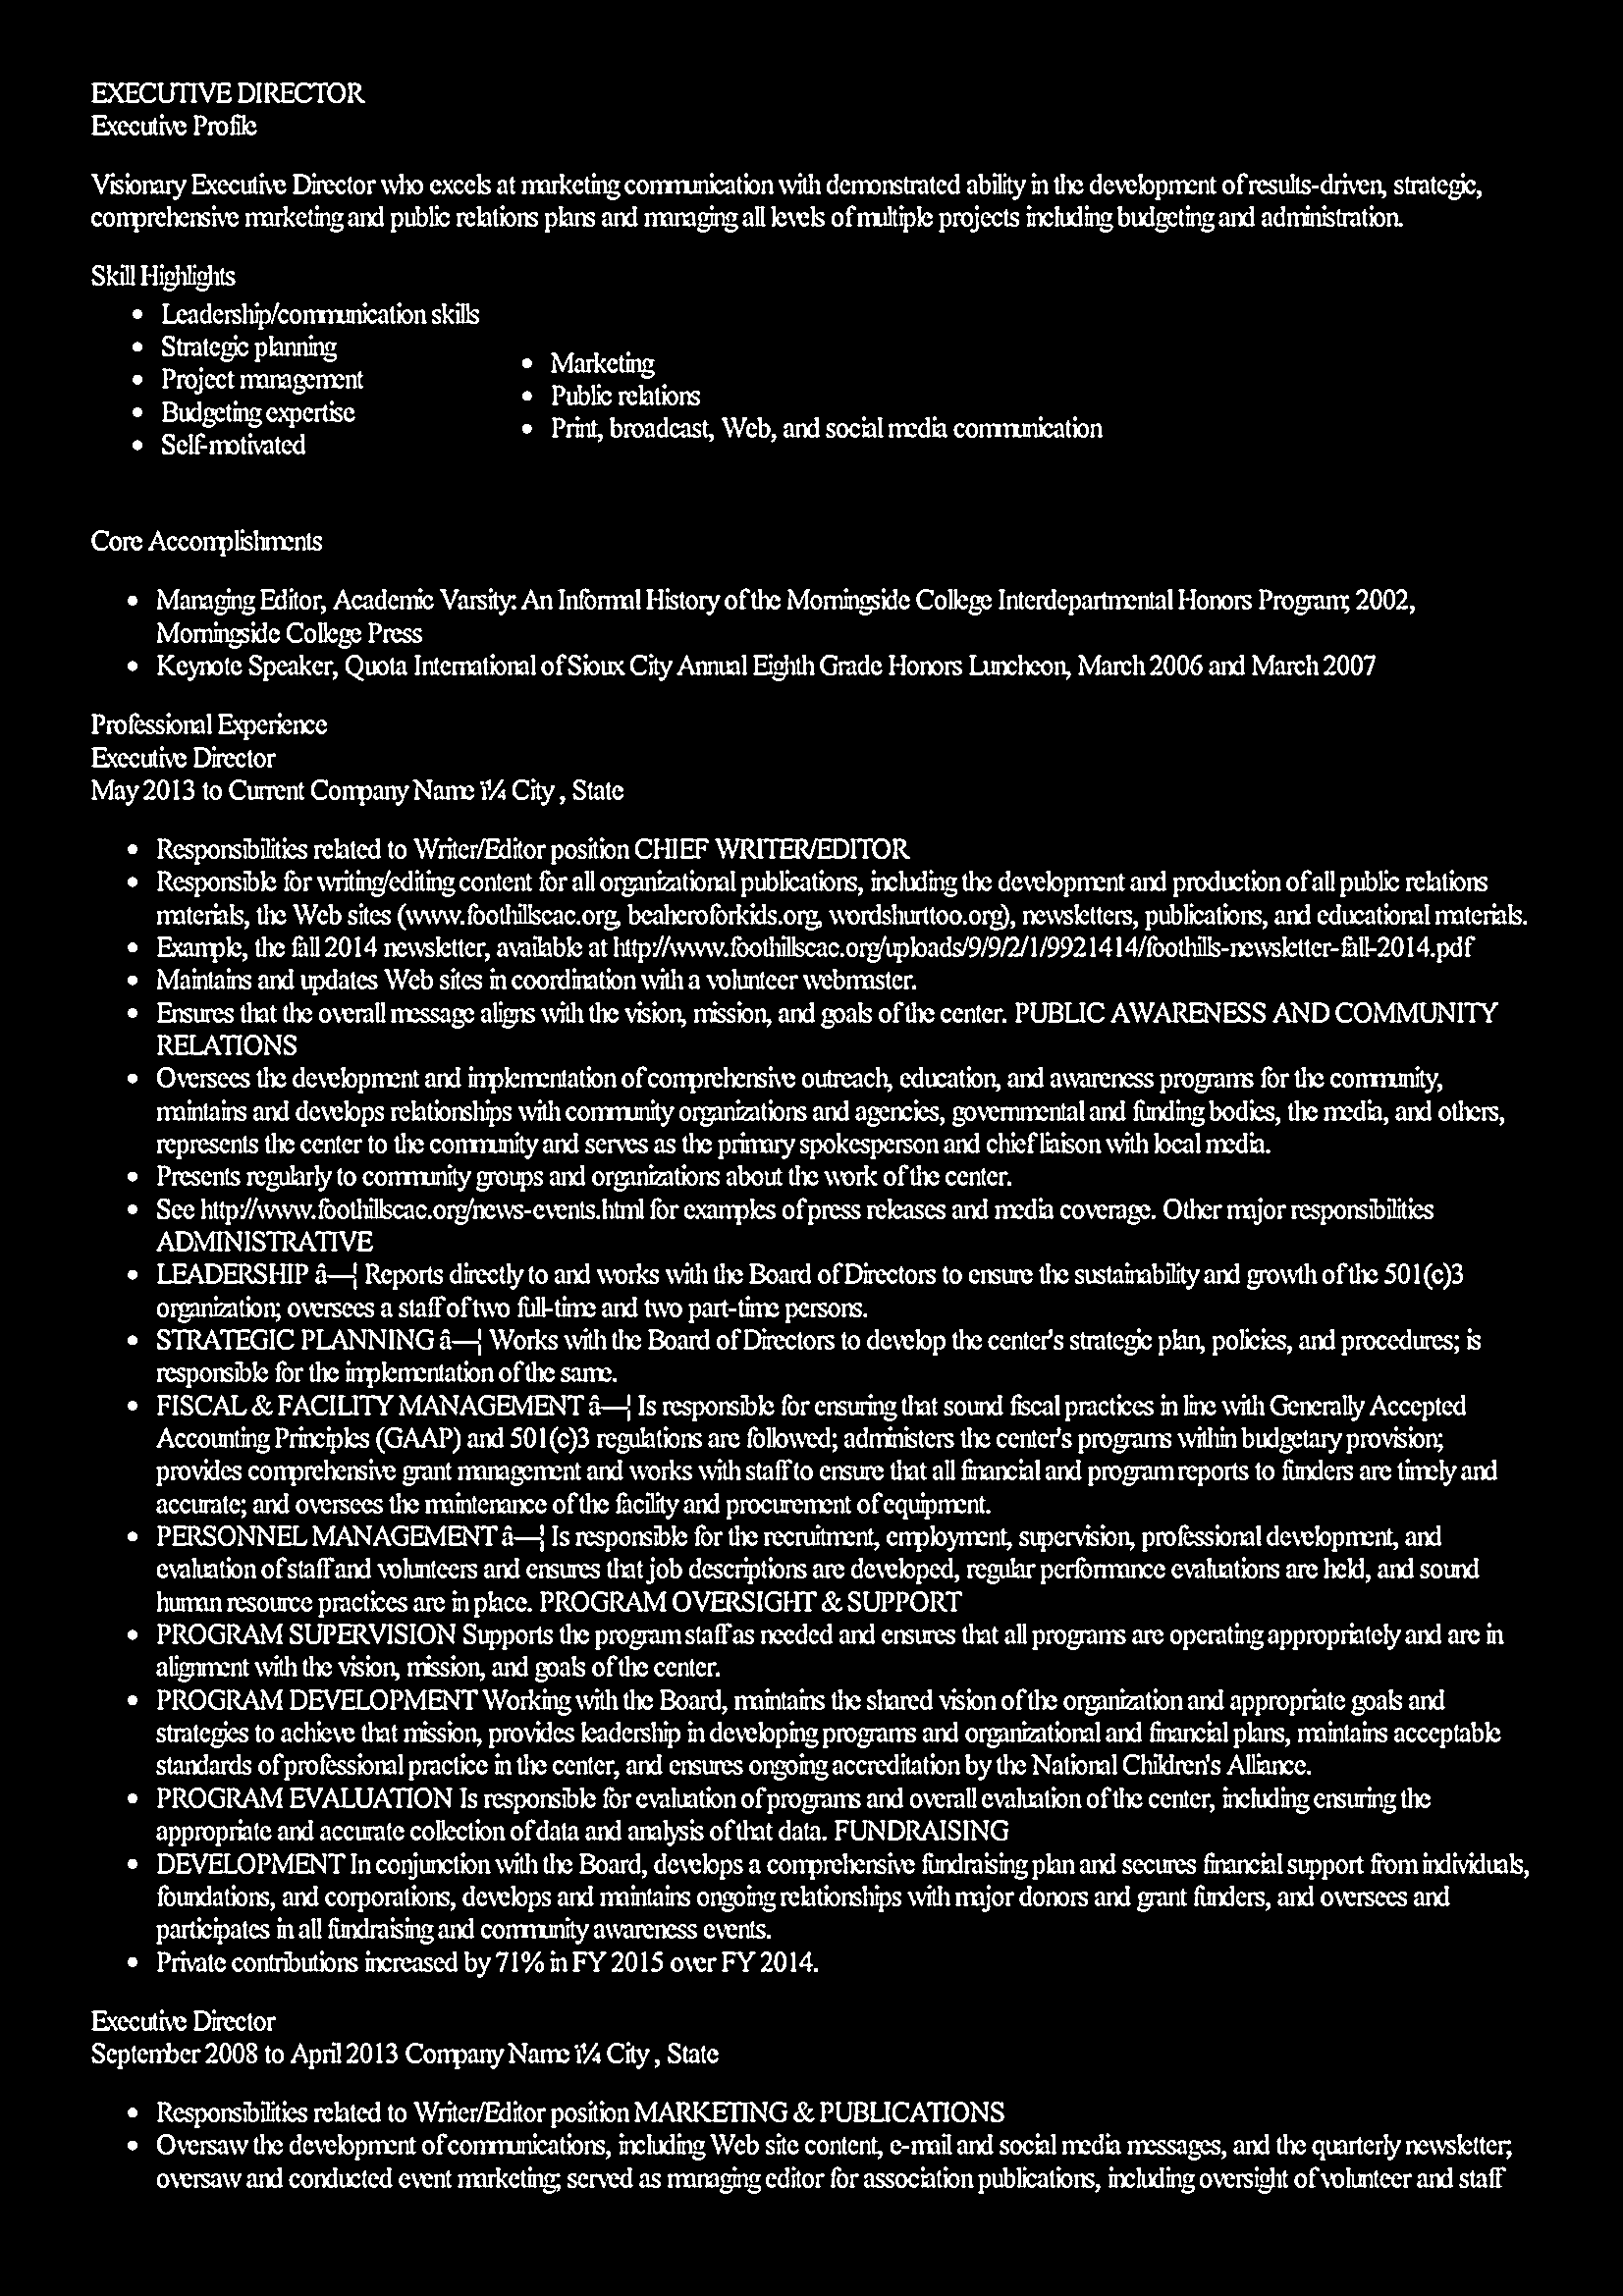 EXECUTIVE DIRECTOR
Executive Profile
Visionary Executive Director who excels at marketing communication with demonstrated ability in the development of results-driven, strategic,
comprehensive marketing and public relations plans and managing all levels of multiple projects including budgeting and administration.
Skill Highlights
• Leadership/communication skills
• Strategic planning
• Project management
• Budgeting expertise
• Self-motivated
• Marketing
• Public relations
• Print, broadcast, Web, and social media communication
Core Accomplishments
• Managing Editor, Academic Varsity: An Informal History of the Morningside College Interdepartmental Honors Program; 2002,
Morningside College Press
• Keynote Speaker, Quota International of Sioux City Annual Eighth Grade Honors Luncheon, March 2006 and March 2007
Professional Experience
Executive Director
May 2013 to Current Company Name ï¼ City , State
• Responsibilities related to Writer/Editor position CHIEF WRITER/EDITOR
• Responsible for writing/editing content for all organizational publications, including the development and production of all public relations
materials, the Web sites (www.foothillscac.org, beaheroforkids.org, wordshurttoo.org), newsletters, publications, and educational materials.
• Example, the fall 2014 newsletter, available at http://www.foothillscac.org/uploads/9/9/2/1/9921414/foothills-newsletter-fall-2014.pdf
• Maintains and updates Web sites in coordination with a volunteer webmaster.
• Ensures that the overall message aligns with the vision, mission, and goals of the center. PUBLIC AWARENESS AND COMMUNITY
RELATIONS
• Oversees the development and implementation of comprehensive outreach, education, and awareness programs for the community,
maintains and develops relationships with community organizations and agencies, governmental and funding bodies, the media, and others,
represents the center to the community and serves as the primary spokesperson and chief liaison with local media.
• Presents regularly to community groups and organizations about the work of the center.
• See http://www.foothillscac.org/news-events.html for examples of press releases and media coverage. Other major responsibilities
ADMINISTRATIVE
• LEADERSHIP â—¦ Reports directly to and works with the Board of Directors to ensure the sustainability and growth of the 501(c)3
organization; oversees a staff of two full-time and two part-time persons.
• STRATEGIC PLANNING â—¦ Works with the Board of Directors to develop the center's strategic plan, policies, and procedures; is
responsible for the implementation of the same.
• FISCAL & FACILITY MANAGEMENT â—¦ Is responsible for ensuring that sound fiscal practices in line with Generally Accepted
Accounting Principles (GAAP) and 501(c)3 regulations are followed; administers the center's programs within budgetary provision;
provides comprehensive grant management and works with staff to ensure that all financial and program reports to funders are timely and
accurate; and oversees the maintenance of the facility and procurement of equipment.
• PERSONNEL MANAGEMENT â—¦ Is responsible for the recruitment, employment, supervision, professional development, and
evaluation of staff and volunteers and ensures that job descriptions are developed, regular performance evaluations are held, and sound
human resource practices are in place. PROGRAM OVERSIGHT & SUPPORT
• PROGRAM SUPERVISION Supports the program staff as needed and ensures that all programs are operating appropriately and are in
alignment with the vision, mission, and goals of the center.
• PROGRAM DEVELOPMENT Working with the Board, maintains the shared vision of the organization and appropriate goals and
strategies to achieve that mission, provides leadership in developing programs and organizational and financial plans, maintains acceptable
standards of professional practice in the center, and ensures ongoing accreditation by the National Children's Alliance.
• PROGRAM EVALUATION Is responsible for evaluation of programs and overall evaluation of the center, including ensuring the
appropriate and accurate collection of data and analysis of that data. FUNDRAISING
• DEVELOPMENT In conjunction with the Board, develops a comprehensive fundraising plan and secures financial support from individuals,
foundations, and corporations, develops and maintains ongoing relationships with major donors and grant funders, and oversees and
participates in all fundraising and community awareness events.
• Private contributions increased by 71% in FY 2015 over FY 2014.
Executive Director
September 2008 to April 2013 Company Name ï¼ City , State
• Responsibilities related to Writer/Editor position MARKETING & PUBLICATIONS
• Oversaw the development of communications, including Web site content, e-mail and social media messages, and the quarterly newsletter;
oversaw and conducted event marketing; served as managing editor for association publications, including oversight of volunteer and staff